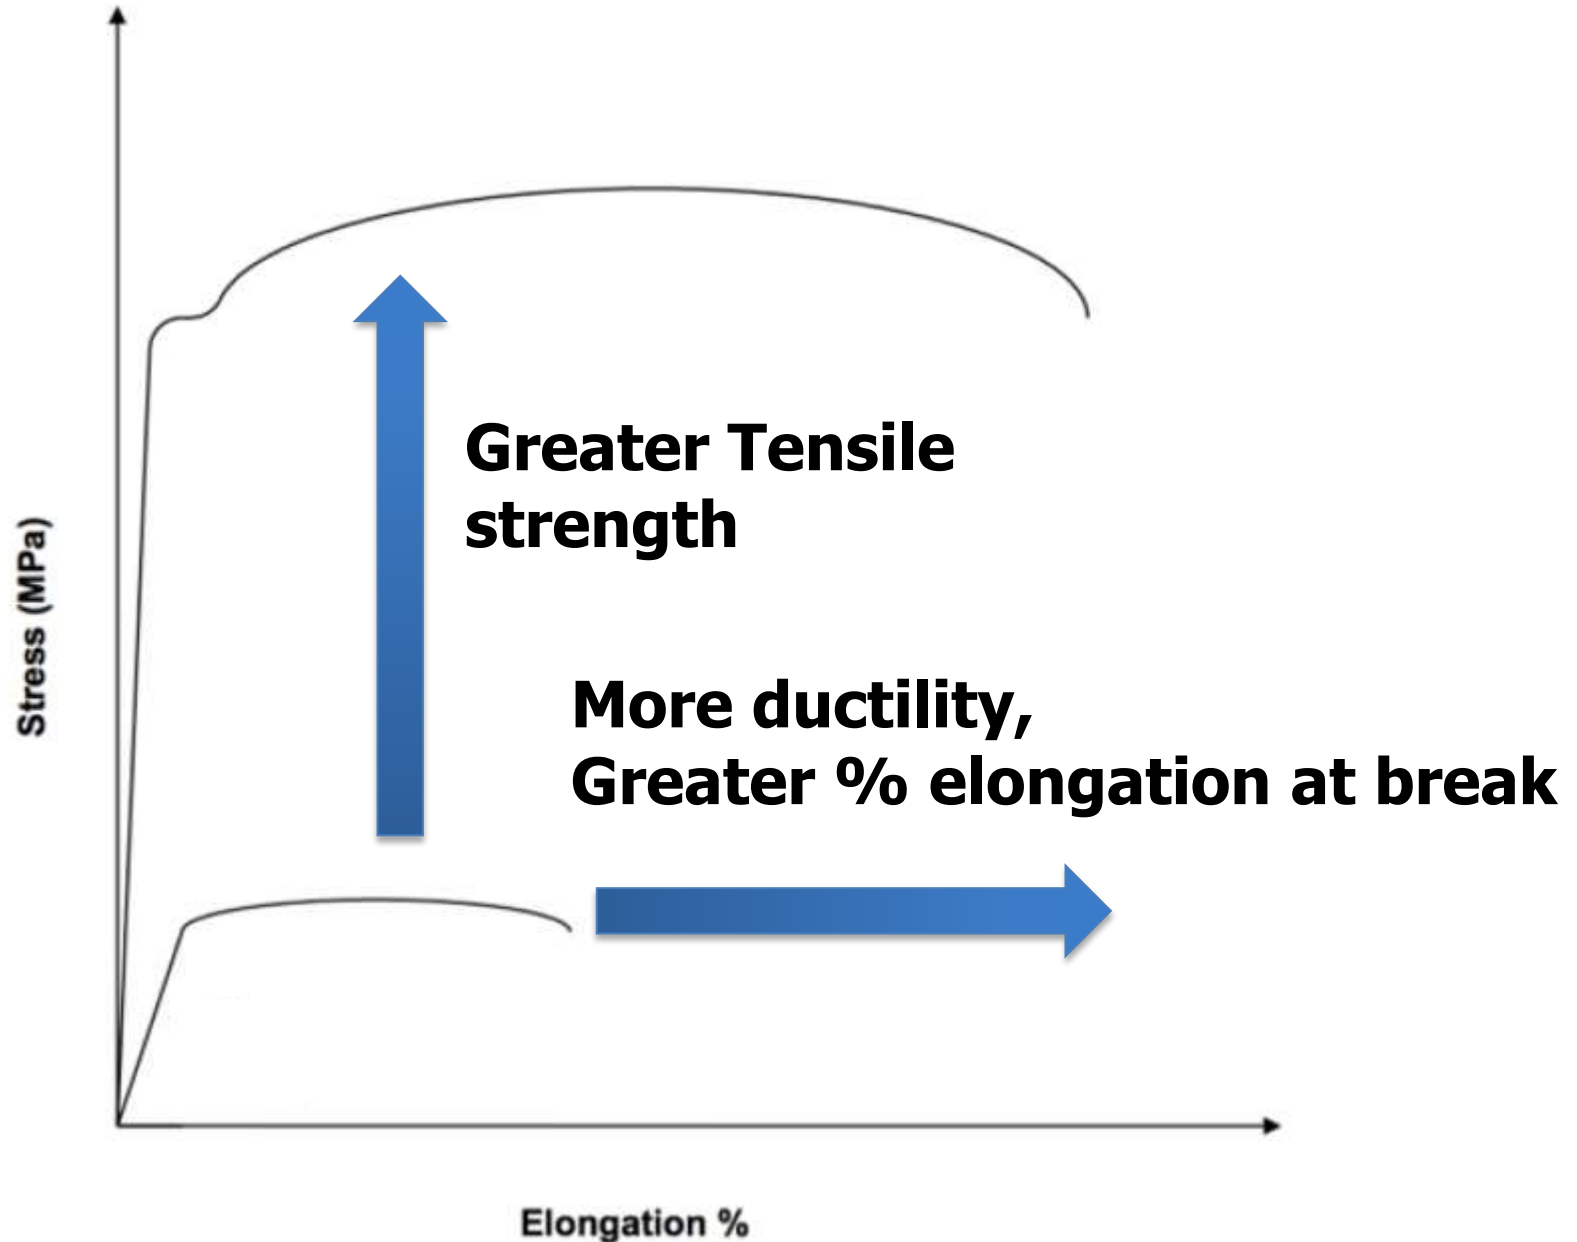 Greater Tensile
strength
Stress (MPa)
More ductility,
Greater % elongation at break
Elongation %